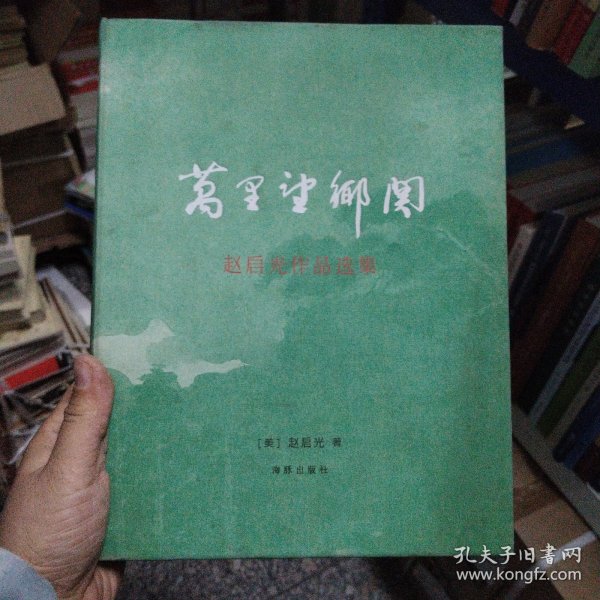 萬里望鄉関
赵启光作品选集
[美] 赵启光 著
海豚出版社
孔夫子旧书网
www.kongfz.com